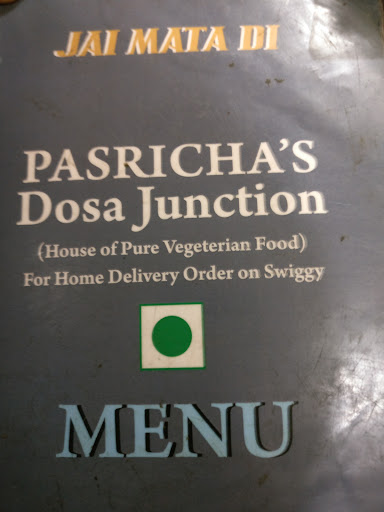 JAI MATA DI
PASRICHA'S
Dosa Junction
(House of Pure Vegeterian Food)
For Home Delivery Order on Swiggy
MENU